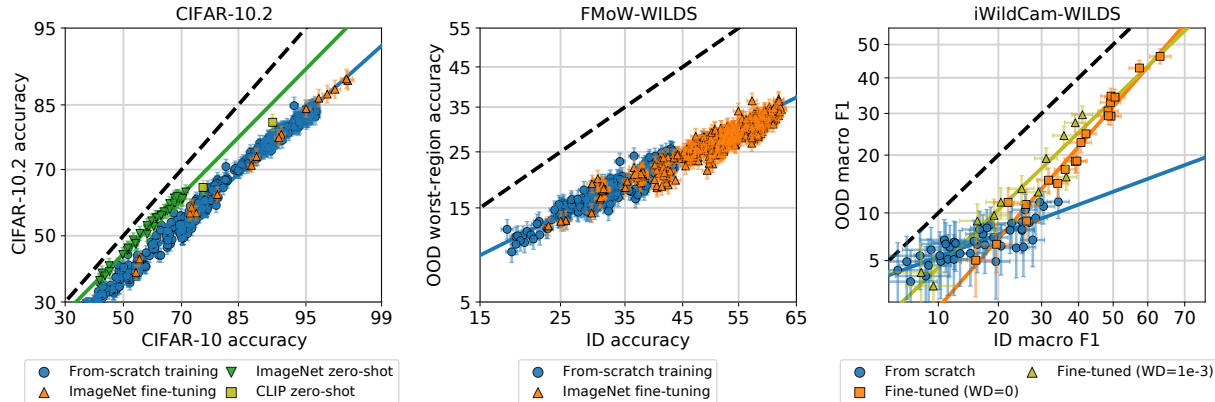 CIFAR-10.2
95
85
70
50
30
30 50 70 85 95 99
CIFAR-10.2 accuracy
CIFAR-10 accuracy
From-scratch training
ImageNet fine-tuning
ImageNet zero-shot
CLIP zero-shot
FMoW-WILDS
55
45
35
25
15
5
15 25 35 45 55 65
OOD worst-region accuracy
ID accuracy
From-scratch training
ImageNet fine-tuning
iWildCam-WILDS
50
40
30
20
10
5
10 20 30 40 50 60 70
OOD macro F1
ID macro F1
From scratch
Fine-tuned (WD=0)
Fine-tuned (WD=1e-3)